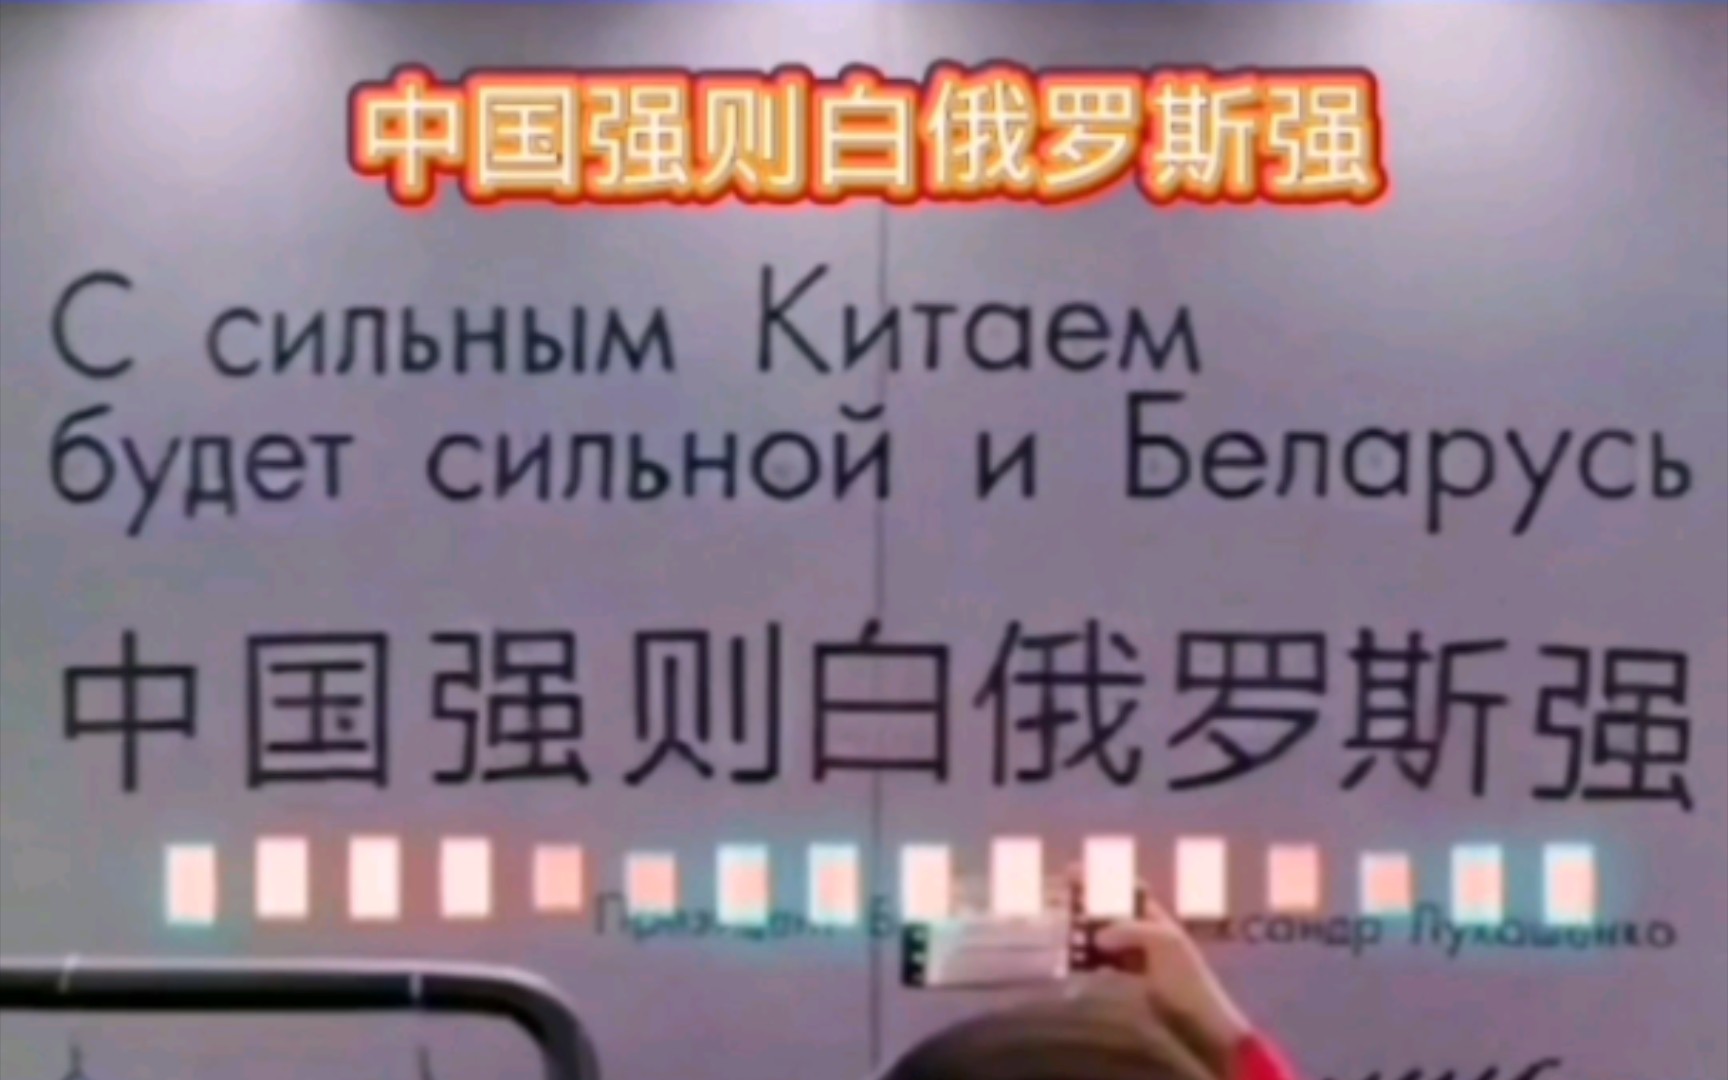 中国强则白俄罗斯强
С сильным Китаем
будет сильной и Беларусь
中国强则白俄罗斯强
Лукашенко